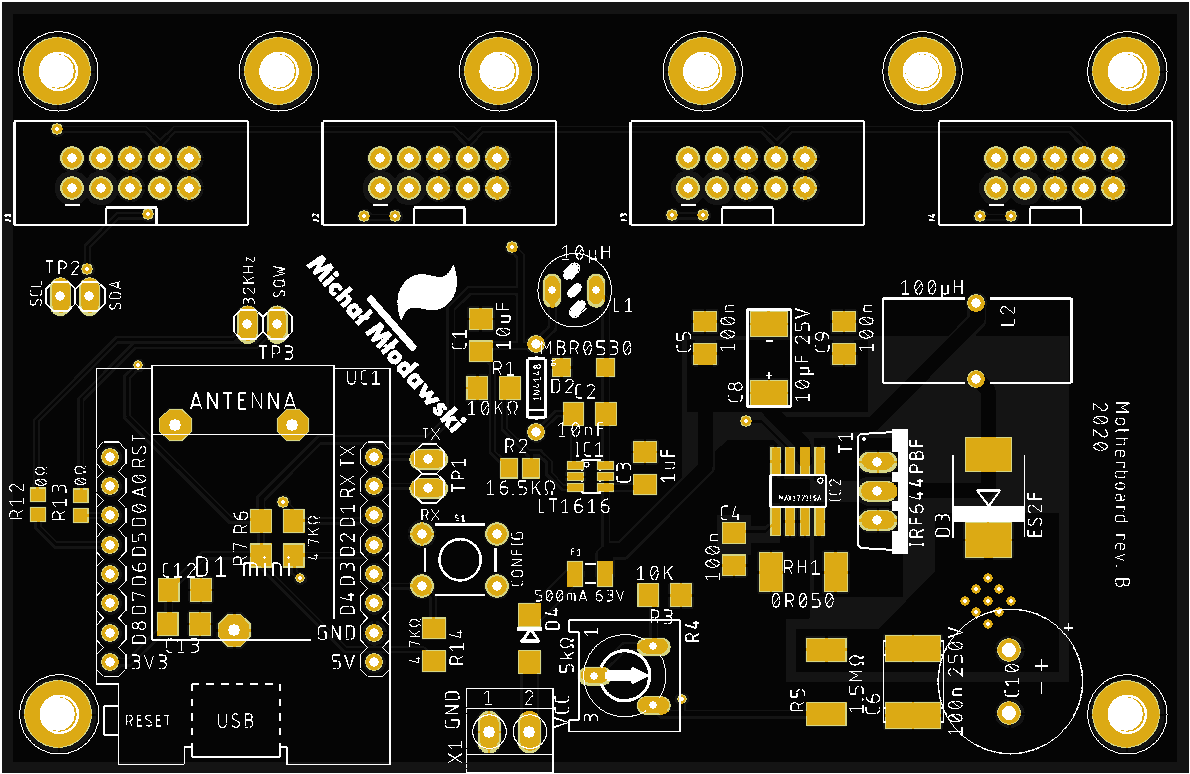 J1
J2
J3
J4
TP2
SCL
SDA
32KHz
SQW
TP3
Michał Młodawski
10µH
L1
C1
10uF
MBR0530
1N4148
D2
R1
10KΩ
C2
10nF
R2
16.5KΩ
IC1
LT1616
C3
1uF
C5
100n
C8
10µF 25V
C9
100n
100µH
L2
UC1
ANTENNA
RST
A0
D0
D5
D6
D7
D8
3V3
TX
RX
D1
D2
D3
D4
GND
5V
R12
0Ω
R13
0Ω
R6
R7
4.7KΩ
C12
D1 mini
C13
RESET
USB
TX
TP1
RX
S1
CONFIG
4.7KΩ
R14
F1
500mA 63V
D4
10K
R3
R4
5kΩ
1
3
GND
1
2
VCC
X1
C4
100n
IC2
T1
IRF644PBF
RH1
0R050
D3
ES2F
Motherboard rev. B
2020
R5
1.5MΩ
C6
100n 250V
C10
+
-
+